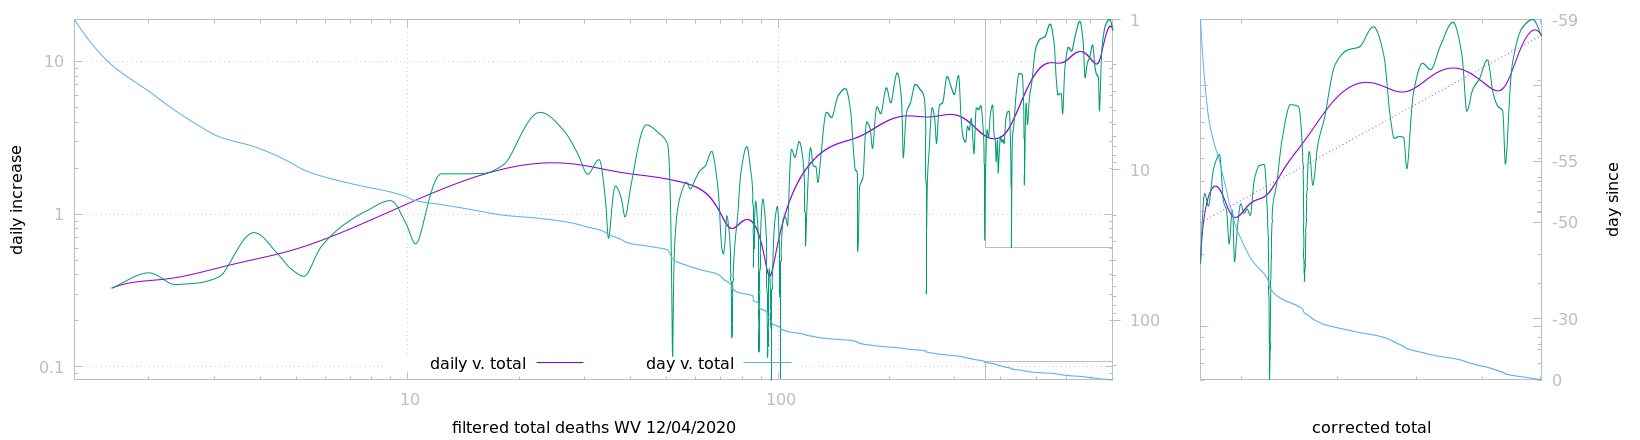 daily increase
10
1
0.1
10
100
1
10
100
daily v. total
day v. total
filtered total deaths WV 12/04/2020
-59
-55
-50
-30
0
day since
corrected total